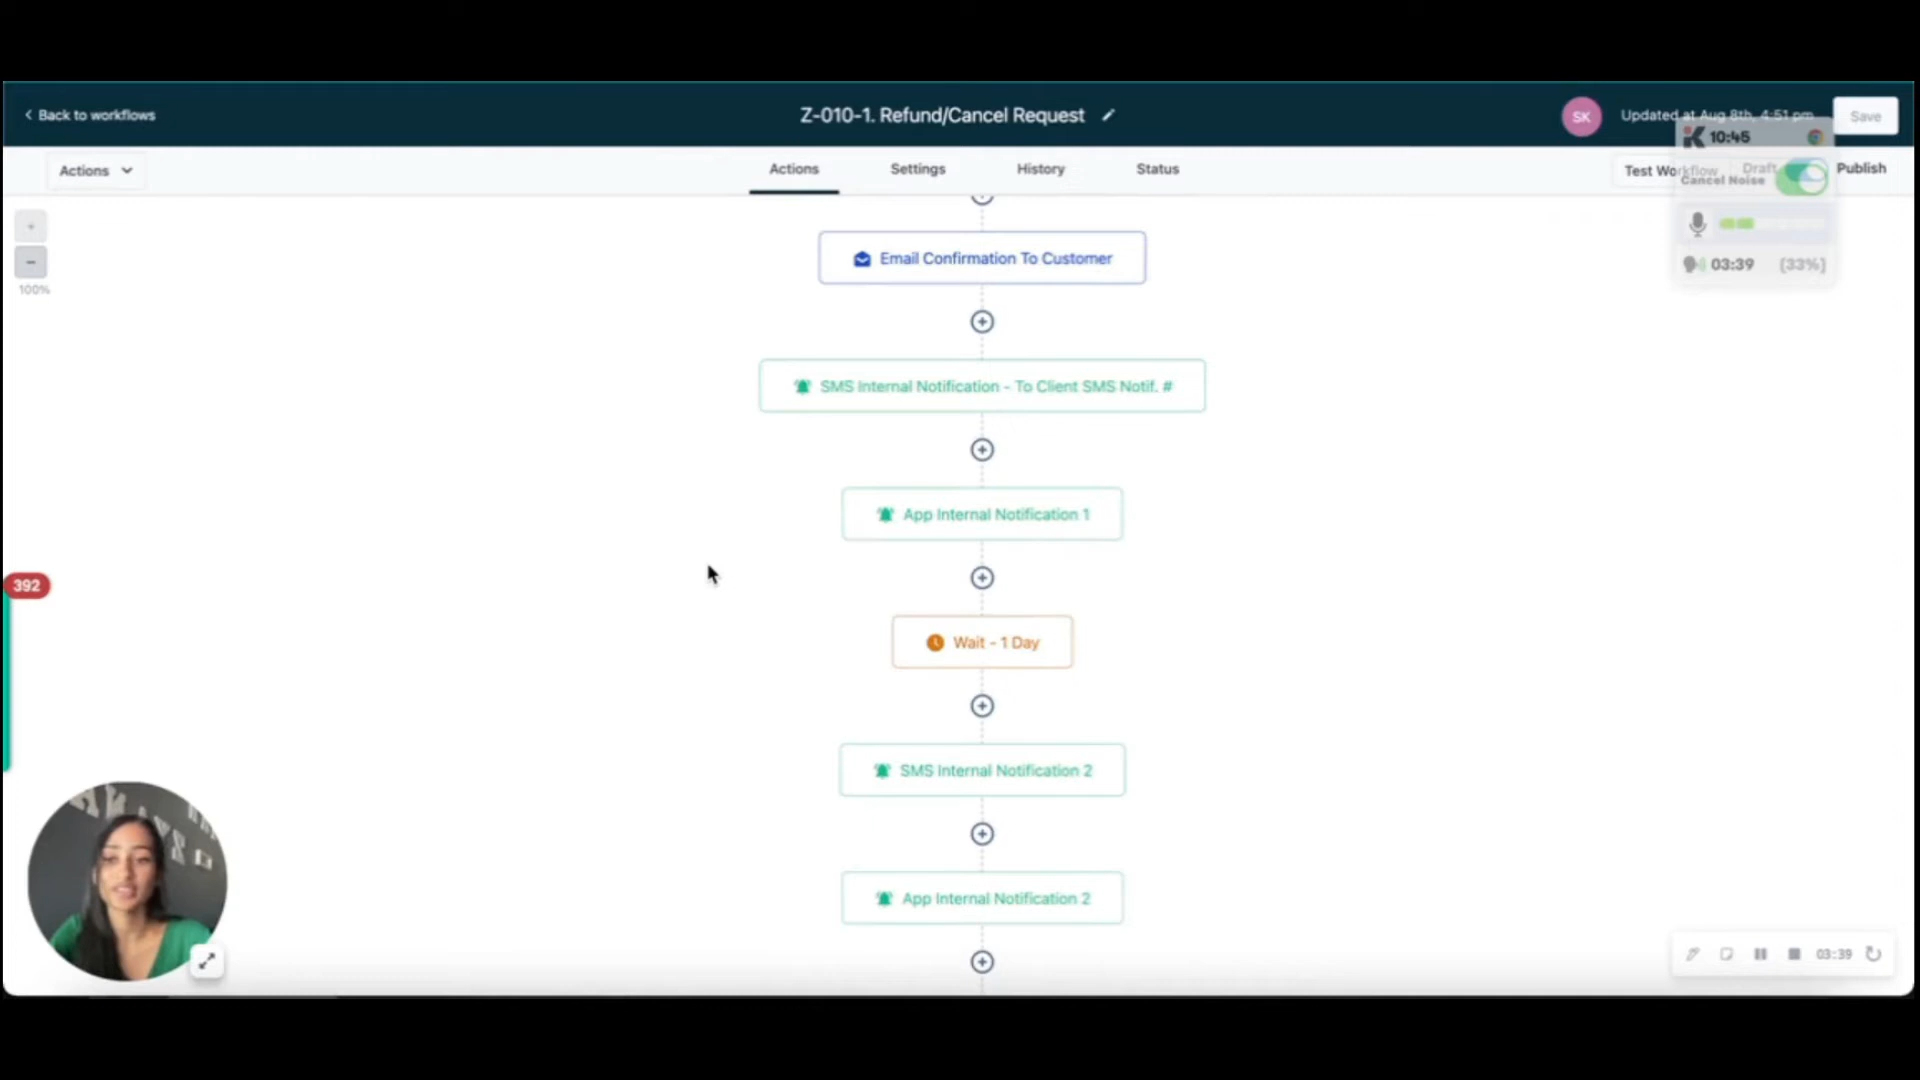 Back to workflows
Z-010-1. Refund/Cancel Request
SK
Updated at Aug 8th, 4:51 pm
Save
10:45
Actions
Actions
Settings
History
Status
Test Workflow
Draft
Publish
Cancel Noise
03:39 (33%)
100%
Email Confirmation To Customer
SMS Internal Notification - To Client SMS Notif. #
App Internal Notification 1
392
Wait - 1 Day
SMS Internal Notification 2
App Internal Notification 2
03:39